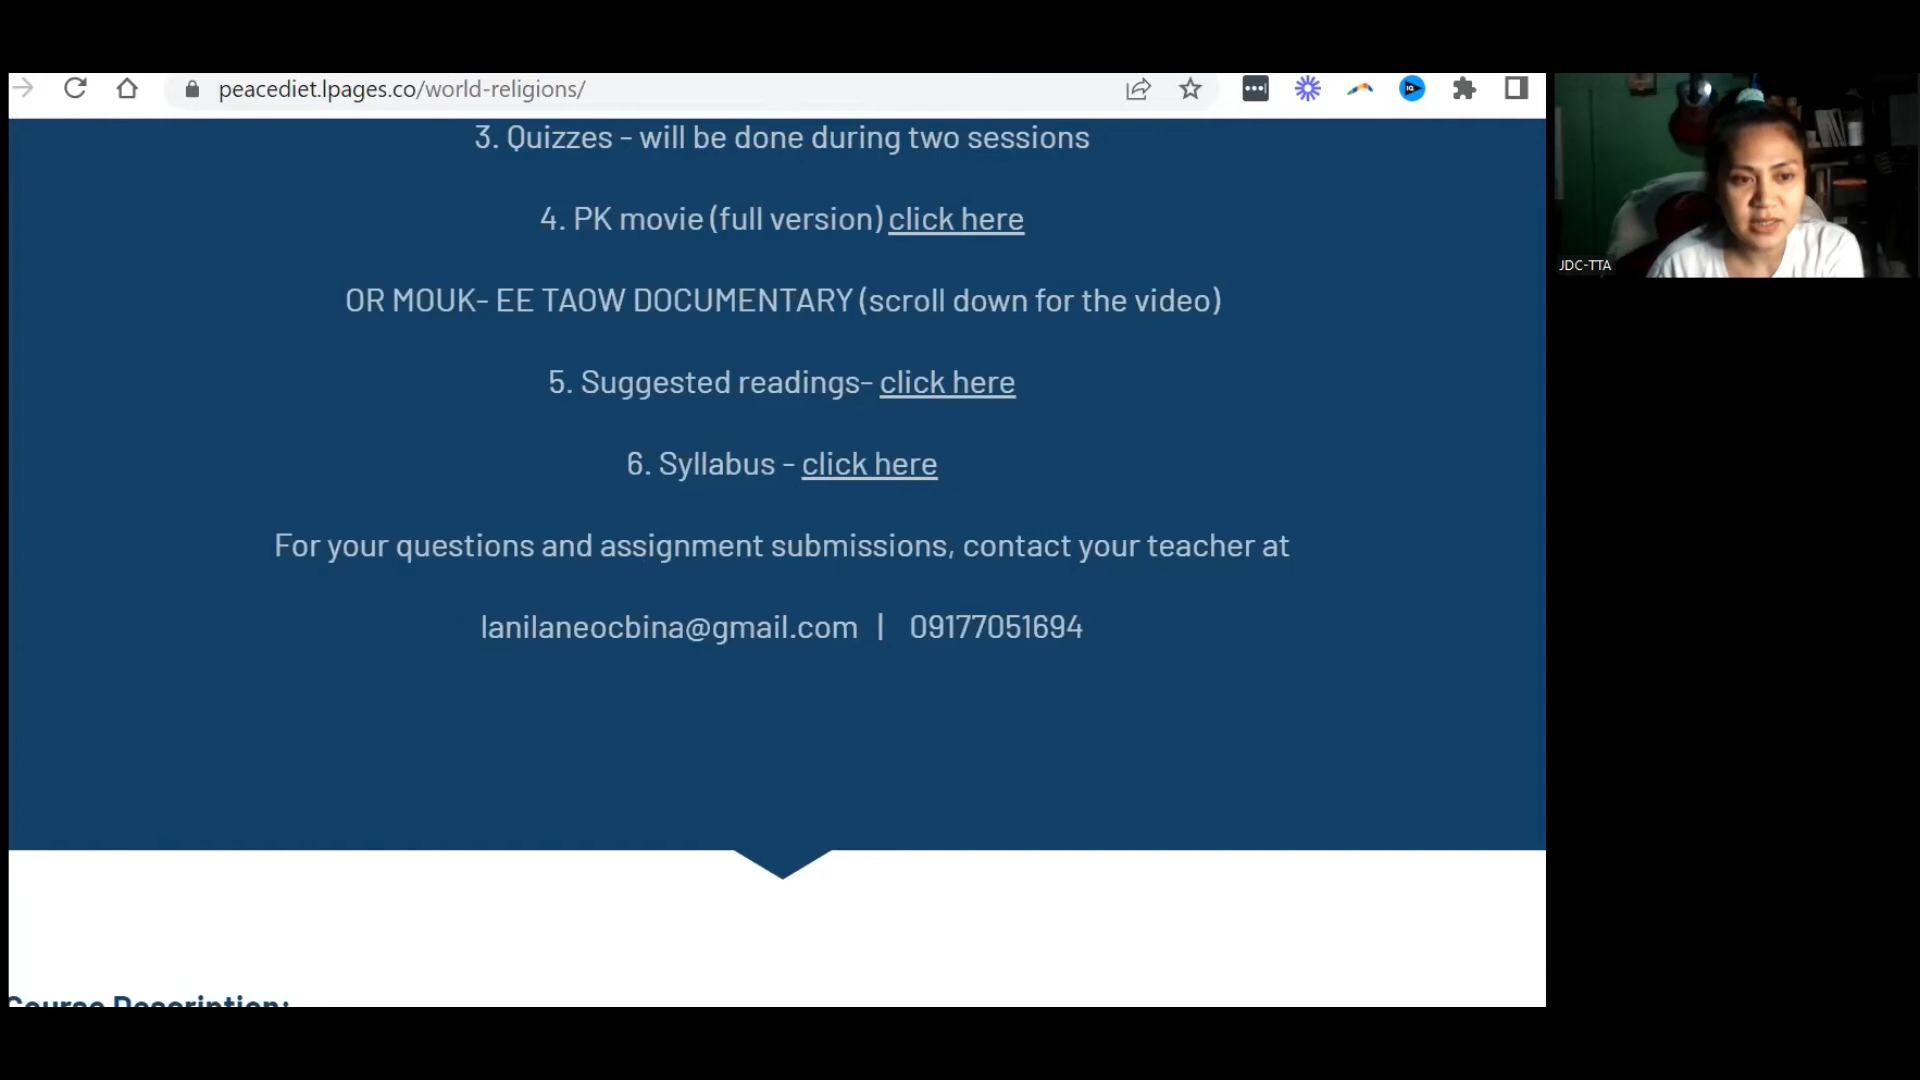 peacediet.lpages.co/world-religions/
3. Quizzes - will be done during two sessions
4. PK movie (full version) click here
OR MOUK- EE TAOW DOCUMENTARY (scroll down for the video)
5. Suggested readings- click here
6. Syllabus - click here
For your questions and assignment submissions, contact your teacher at
lanilaneocbina@gmail.com | 09177051694
Course Description:
JDC-TTA